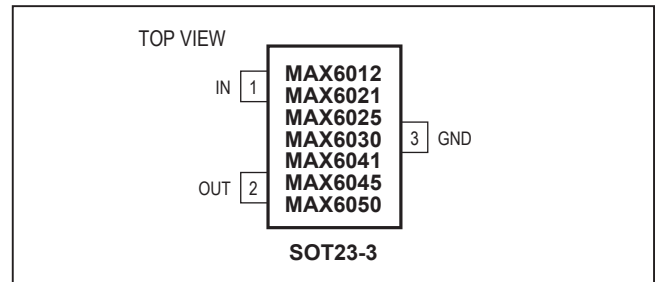 TOP VIEW
IN 1
MAX6012
MAX6021
MAX6025
MAX6030
MAX6041
MAX6045
MAX6050
3 GND
OUT 2
SOT23-3